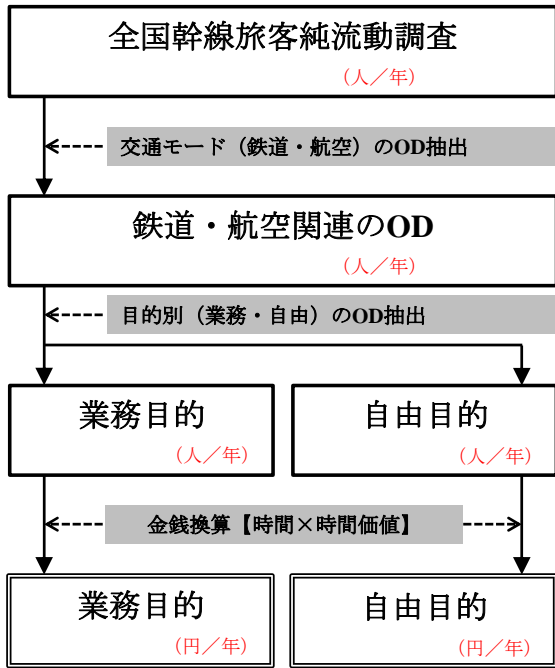 全国幹線旅客純流動調査
(人／年)
交通モード（鉄道・航空）のOD抽出
鉄道・航空関連のOD
(人／年)
目的別（業務・自由）のOD抽出
業務目的
(人／年)
自由目的
(人／年)
金銭換算【時間×時間価値】
業務目的
(円／年)
自由目的
(円／年)